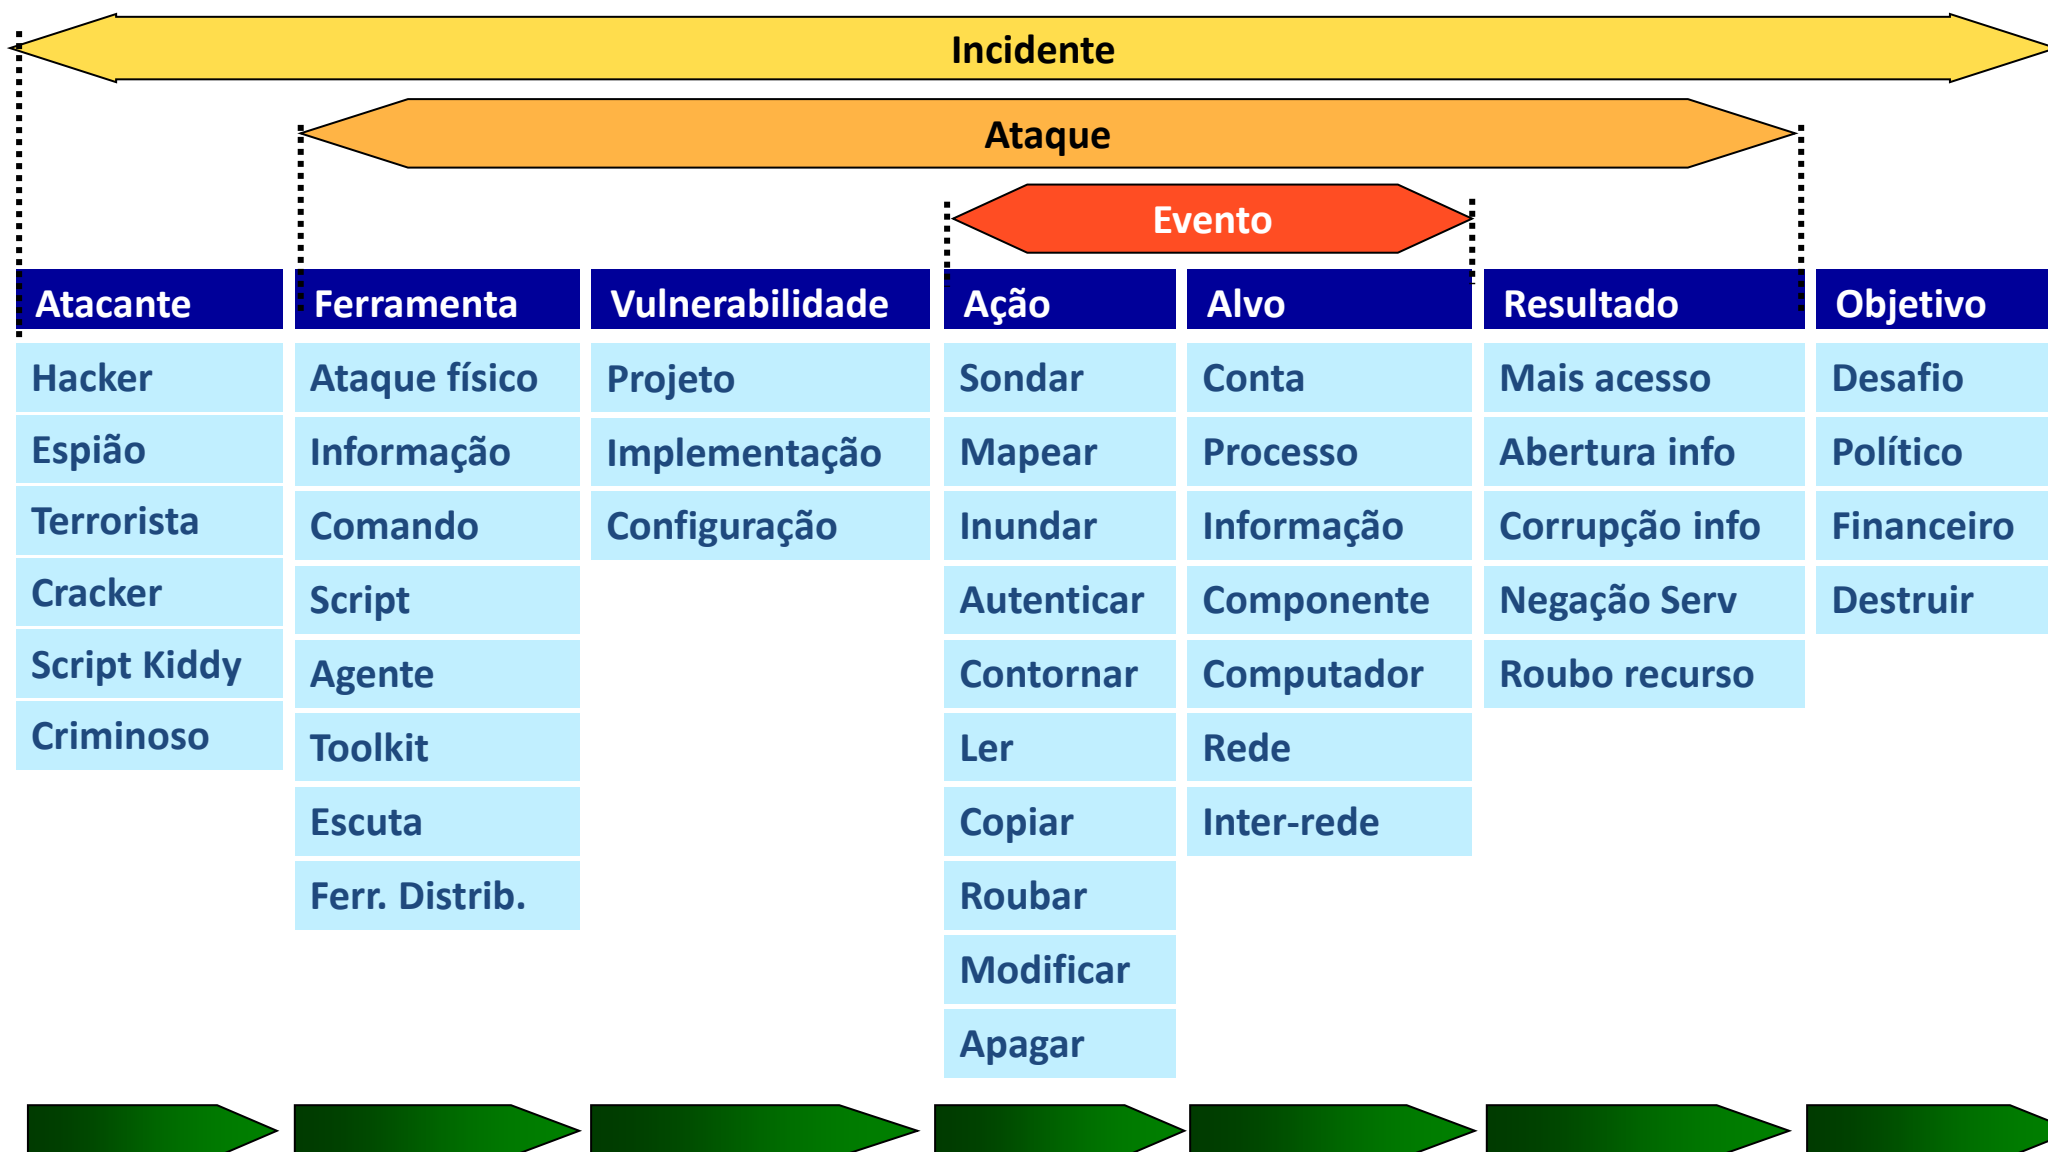 Incidente
Ataque
Evento
Atacante Ferramenta Vulnerabilidade Ação Alvo Resultado Objetivo
Hacker Ataque físico Projeto Sondar Conta Mais acesso Desafio
Espião Informação Implementação Mapear Processo Abertura info Político
Terrorista Comando Configuração Inundar Informação Corrupção info Financeiro
Cracker Script Autenticar Componente Negação Serv Destruir
Script Kiddy Agente Contornar Computador Roubo recurso
Criminoso Toolkit Ler Rede
Escuta Copiar Inter-rede
Ferr. Distrib. Roubar
Modificar
Apagar